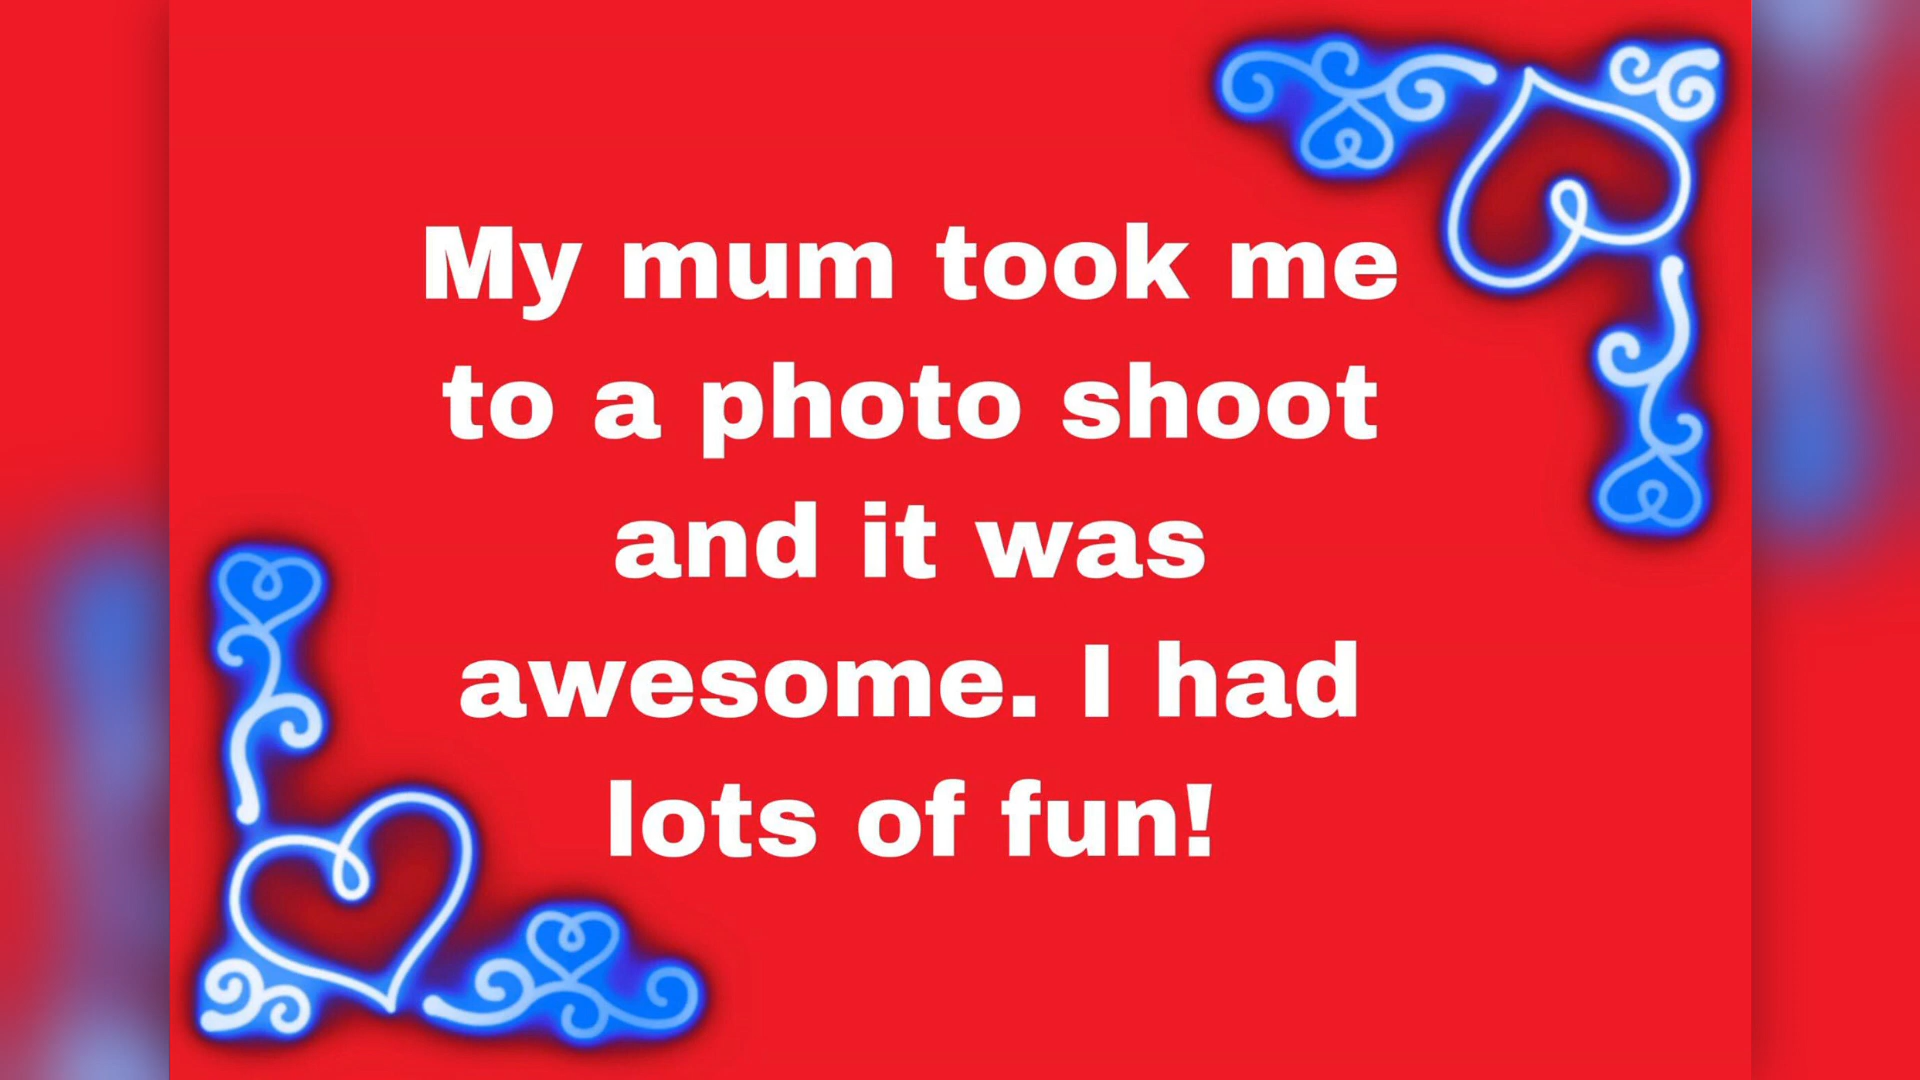 My mum took me
to a photo shoot
and it was
awesome. I had
lots of fun!